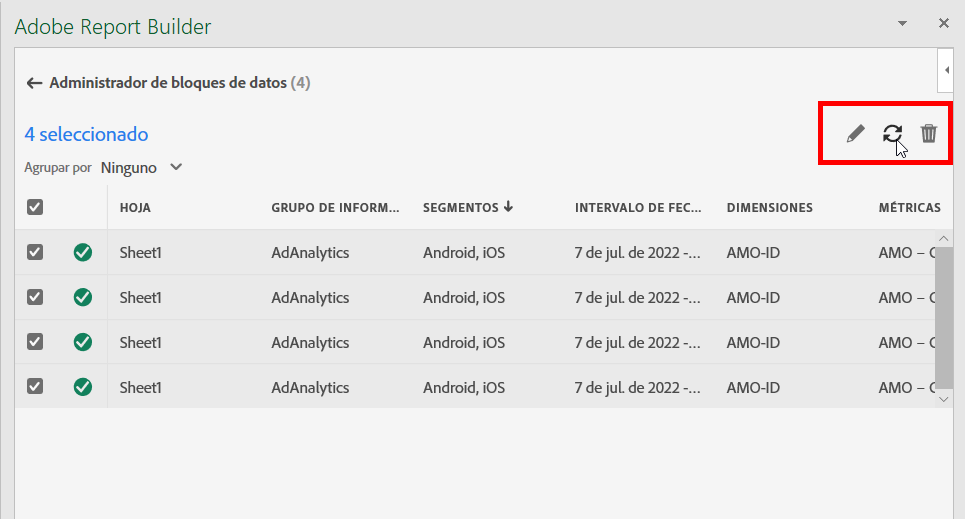 Adobe Report Builder
Administrador de bloques de datos (4)
4 seleccionado
Agrupar por Ninguno
HOJA GRUPO DE INFORM... SEGMENTOS INTERVALO DE FEC... DIMENSIONES MÉTRICAS
Sheet1 AdAnalytics Android, iOS 7 de jul. de 2022 -... AMO-ID AMO –
Sheet1 AdAnalytics Android, iOS 7 de jul. de 2022 -... AMO-ID AMO –
Sheet1 AdAnalytics Android, iOS 7 de jul. de 2022 -... AMO-ID AMO –
Sheet1 AdAnalytics Android, iOS 7 de jul. de 2022 -... AMO-ID AMO –